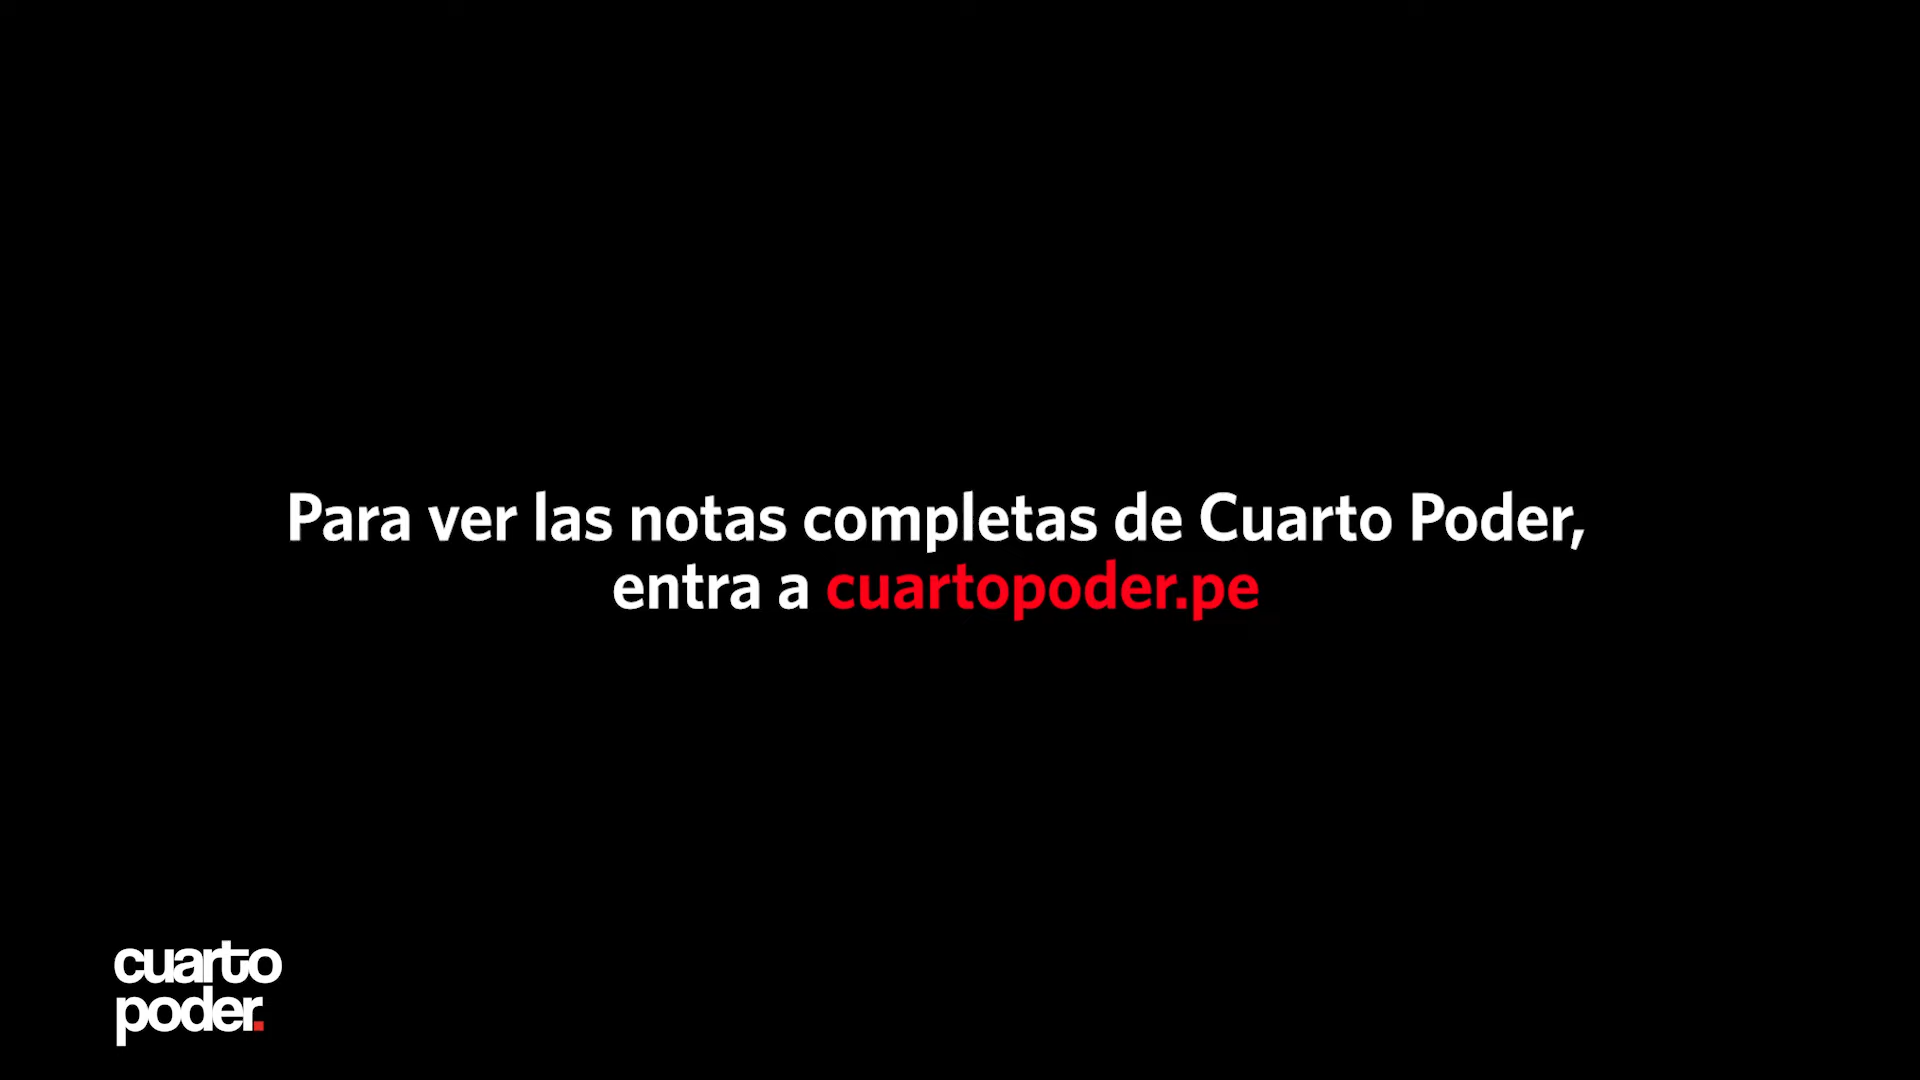 Para ver las notas completas de Cuarto Poder,
entra a cuartopoder.pe
cuarto
poder.